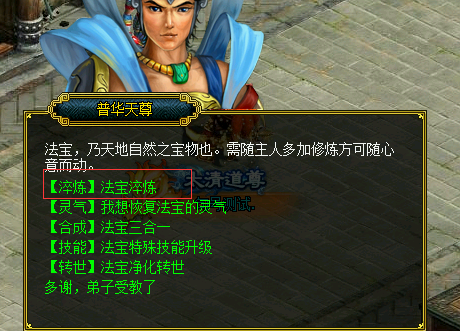 普华天尊
法宝，乃天地自然之宝物也。需随主人多加修炼方可随心
意而动。
【淬炼】法宝淬炼
太清道尊
【灵气】我想恢复法宝的灵气
【合成】法宝三合一
【技能】法宝特殊技能升级
【转世】法宝净化转世
多谢，弟子受教了